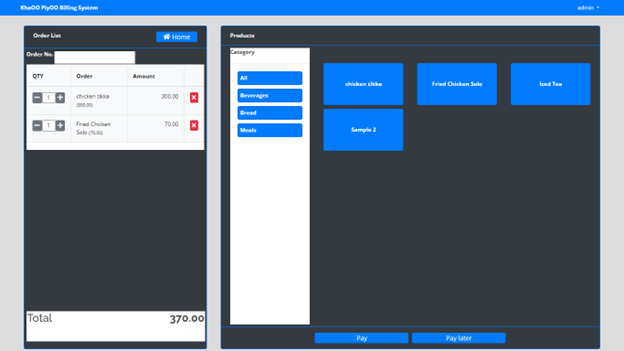 KhaOO PiyOO Billing System
admin
Order List
Home
Products
Order No.
QTY Order Amount
1 chicken tikka 300.00
(300.00)
1 Fried Chicken 70.00
Solo (70.00)
Total 370.00
Category
All
Beverages
Bread
Meals
chicken tikka
Fried Chicken Solo
Iced Tea
Sample 2
Pay
Pay later